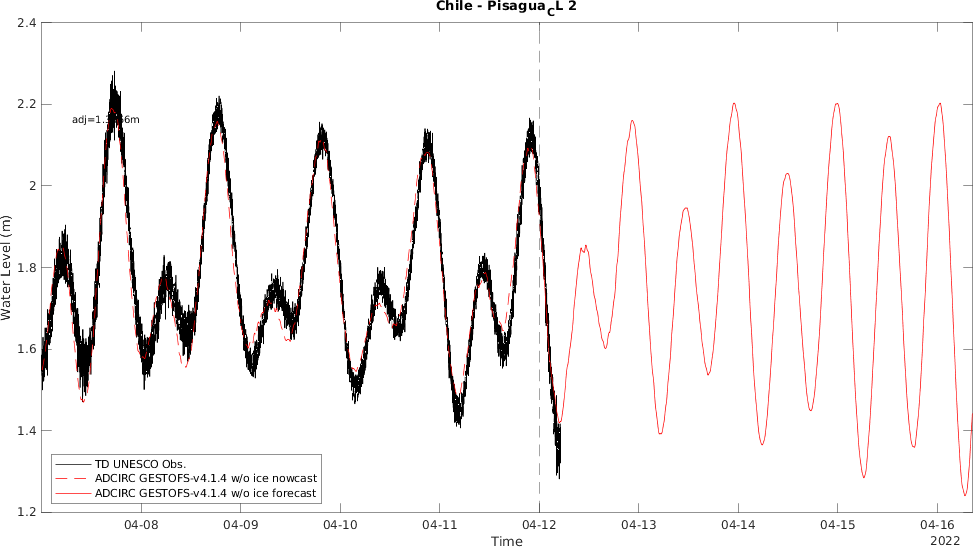 Chile - Pisagua_CL 2
2.4
2.2
2
1.8
1.6
1.4
1.2
Water Level (m)
TD UNESCO Obs.
ADCIRC GESTOFS-v4.1.4 w/o ice nowcast
ADCIRC GESTOFS-v4.1.4 w/o ice forecast
04-08
04-09
04-10
04-11
04-12
04-13
04-14
04-15
04-16
Time
2022